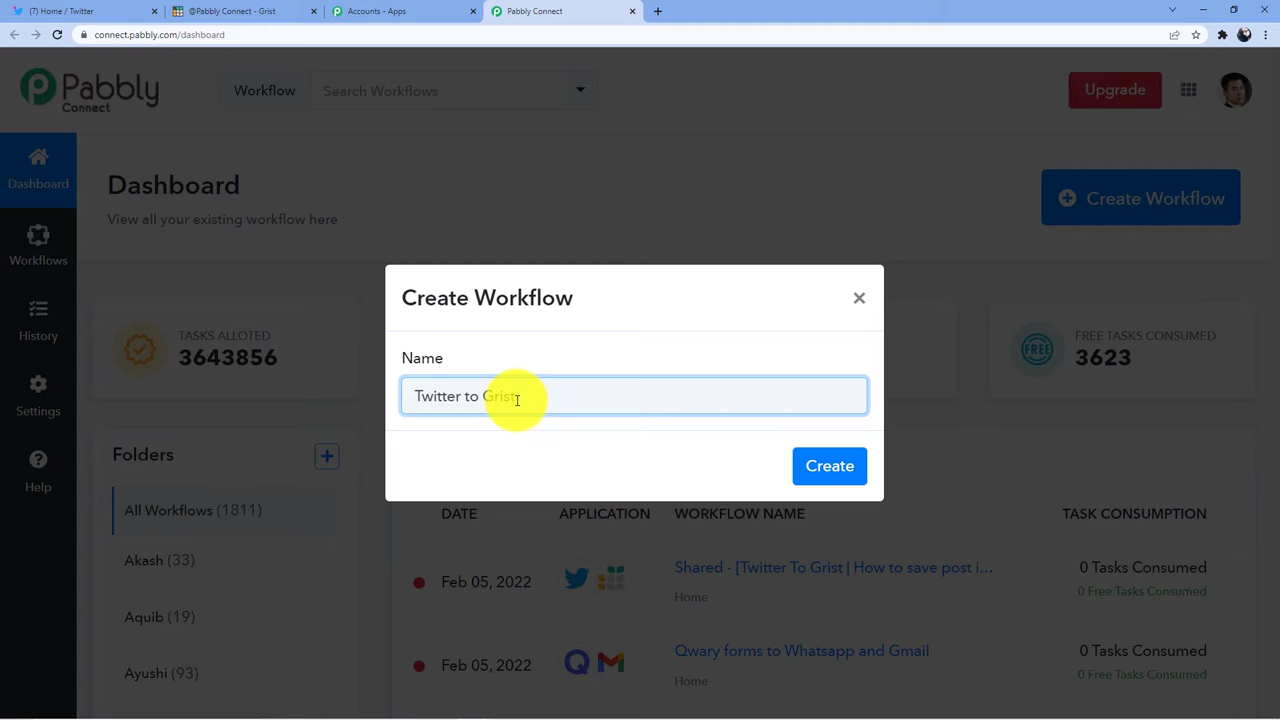 (7) Home / Twitter
@Pabbly Connect - Grist
Accounts - Apps
Pabbly Connect
connect.pabbly.com/dashboard
Pabbly
Connect
Workflow
Search Workflows
Upgrade
Dashboard
Dashboard
View all your existing workflow here
Create Workflow
Workflows
History
Settings
Help
TASKS ALLOTED
3643856
FREE TASKS CONSUMED
FREE
3623
Create Workflow
×
Name
Twitter to Grist
Create
Folders
All Workflows (1811)
Akash (33)
Aquib (19)
Ayushi (93)
DATE APPLICATION WORKFLOW NAME TASK CONSUMPTION
Feb 05, 2022 Shared - [Twitter To Grist | How to save post i... 0 Tasks Consumed
Home 0 Free Tasks Consumed
Feb 05, 2022 Qwary forms to Whatsapp and Gmail 0 Tasks Consumed
Home 0 Free Tasks Consumed